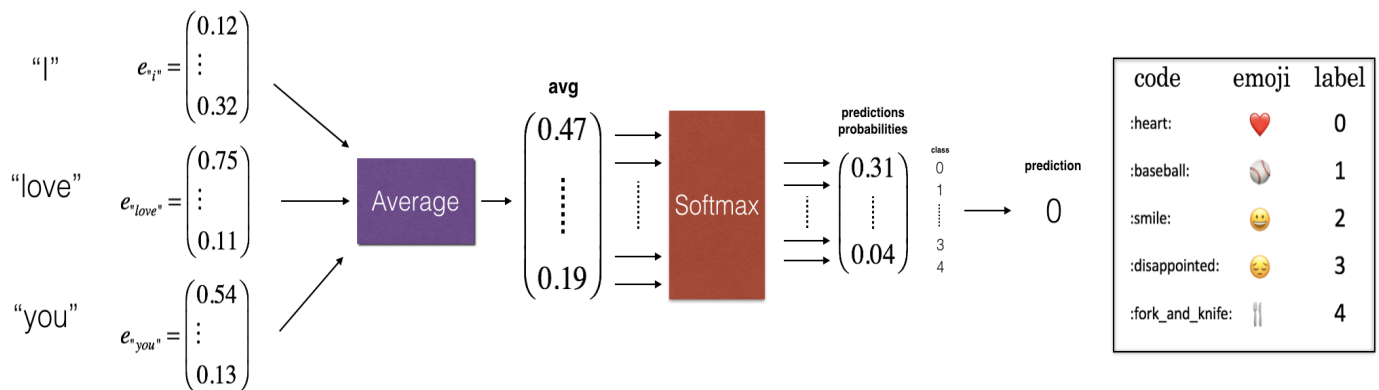 “I”
e"i" =
0.12
⋮
0.32
“love”
e"love" =
0.75
⋮
0.11
“you”
e"you" =
0.54
⋮
0.13
Average
avg
0.47
0.19
Softmax
predictions
probabilities
0.31
0.04
class
0
1
3
4
prediction
0
code emoji label
:heart: ❤️ 0
:baseball: ⚾ 1
:smile: 😀 2
:disappointed: 😔 3
:fork_and_knife: 🍴 4